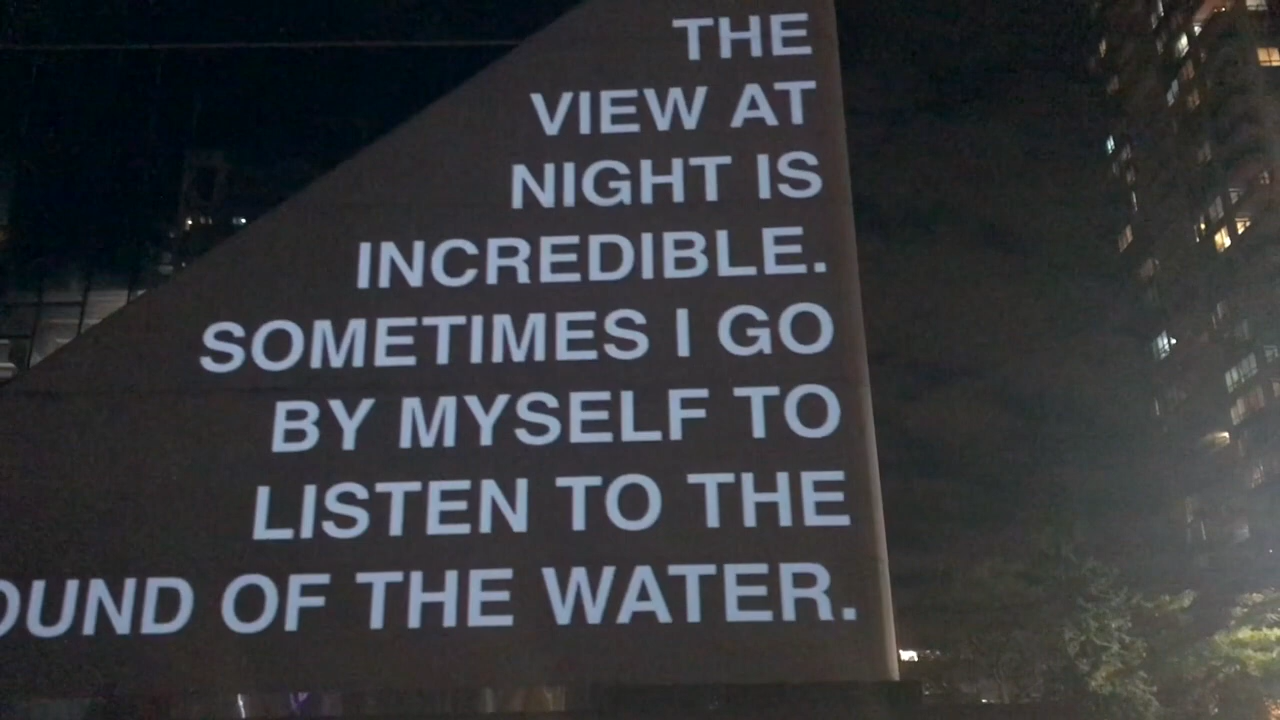 THE
VIEW AT
NIGHT IS
INCREDIBLE.
SOMETIMES I GO
BY MYSELF TO
LISTEN TO THE
OUND OF THE WATER.